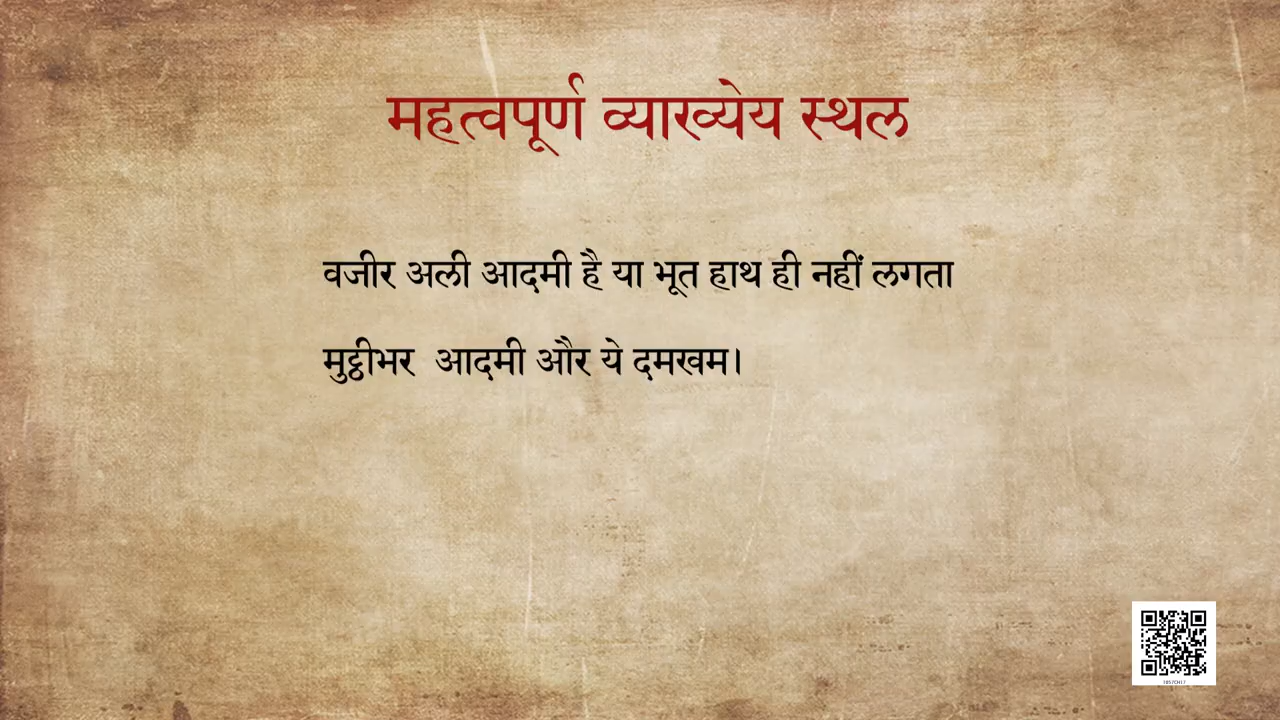 महत्वपूर्ण व्याख्येय स्थल
वजीर अली आदमी है या भूत हाथ ही नहीं लगता
मुट्ठीभर आदमी और ये दमखम।